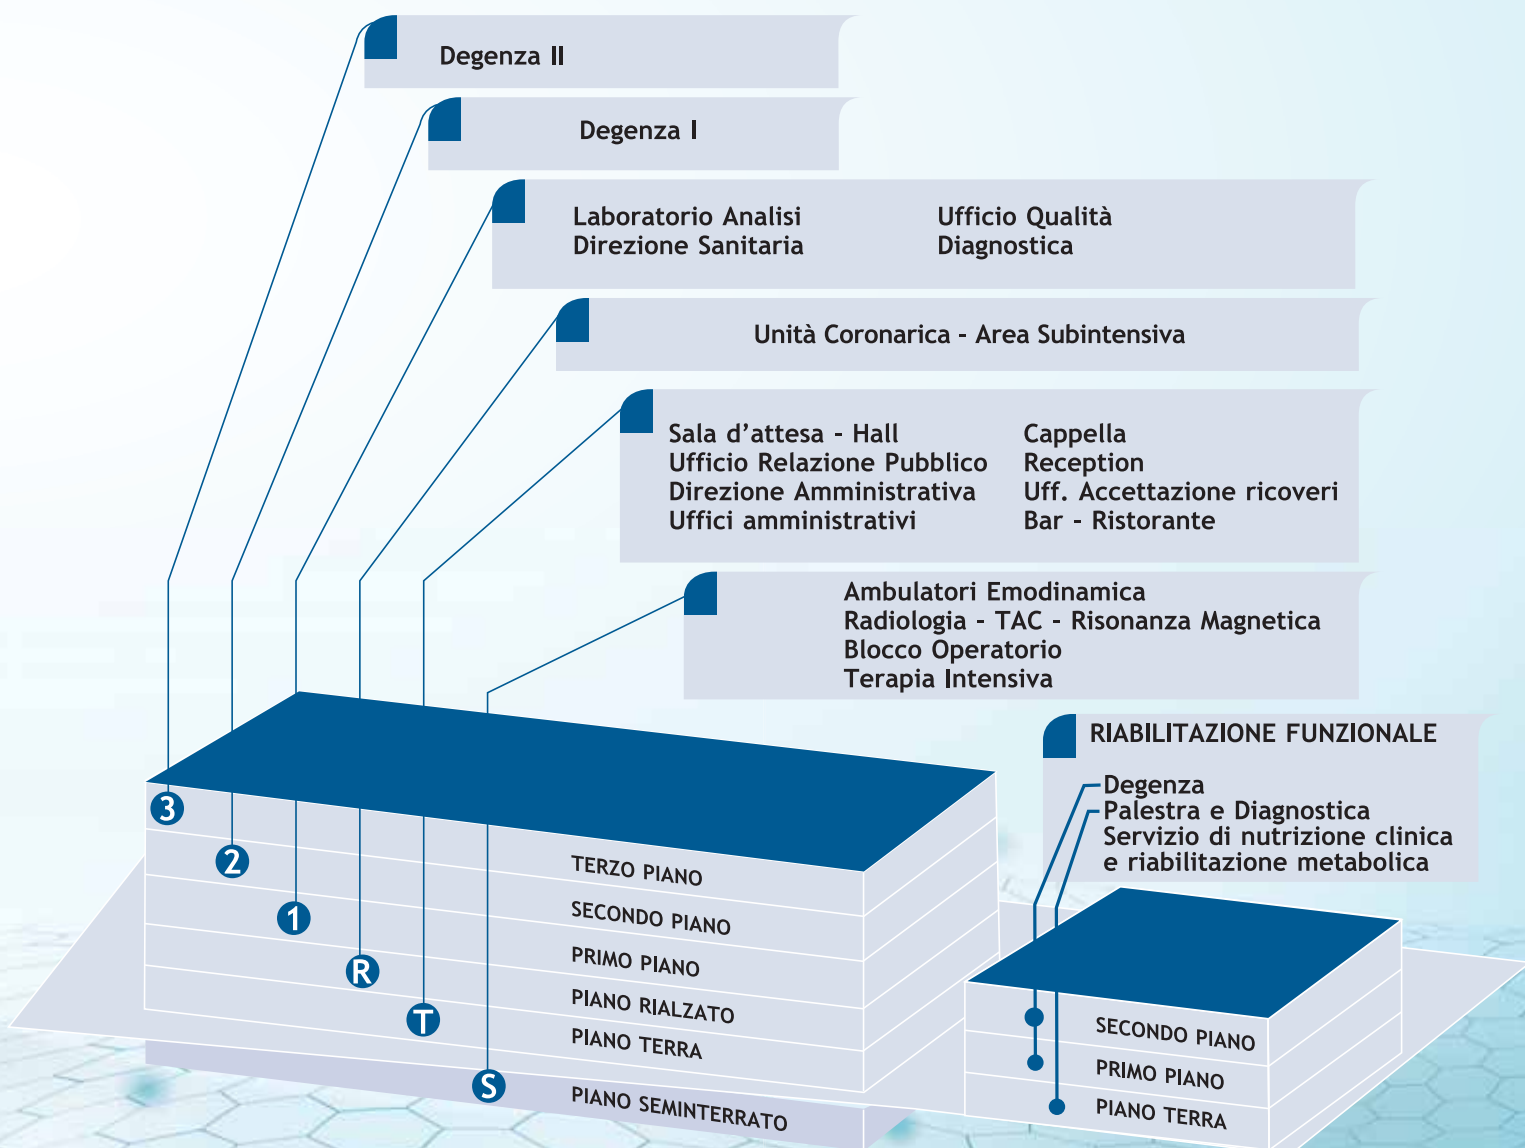 Degenza II
Degenza I
Laboratorio Analisi
Direzione Sanitaria
Ufficio Qualità
Diagnostica
Unità Coronarica - Area Subintensiva
Sala d’attesa - Hall
Ufficio Relazione Pubblico
Direzione Amministrativa
Uffici amministrativi
Cappella
Reception
Uff. Accettazione ricoveri
Bar - Ristorante
Ambulatori Emodinamica
Radiologia - TAC - Risonanza Magnetica
Blocco Operatorio
Terapia Intensiva
RIABILITAZIONE FUNZIONALE
Degenza
Palestra e Diagnostica
Servizio di nutrizione clinica
e riabilitazione metabolica
3
2
1
R
T
S
TERZO PIANO
SECONDO PIANO
PRIMO PIANO
PIANO RIALZATO
PIANO TERRA
PIANO SEMINTERRATO
SECONDO PIANO
PRIMO PIANO
PIANO TERRA